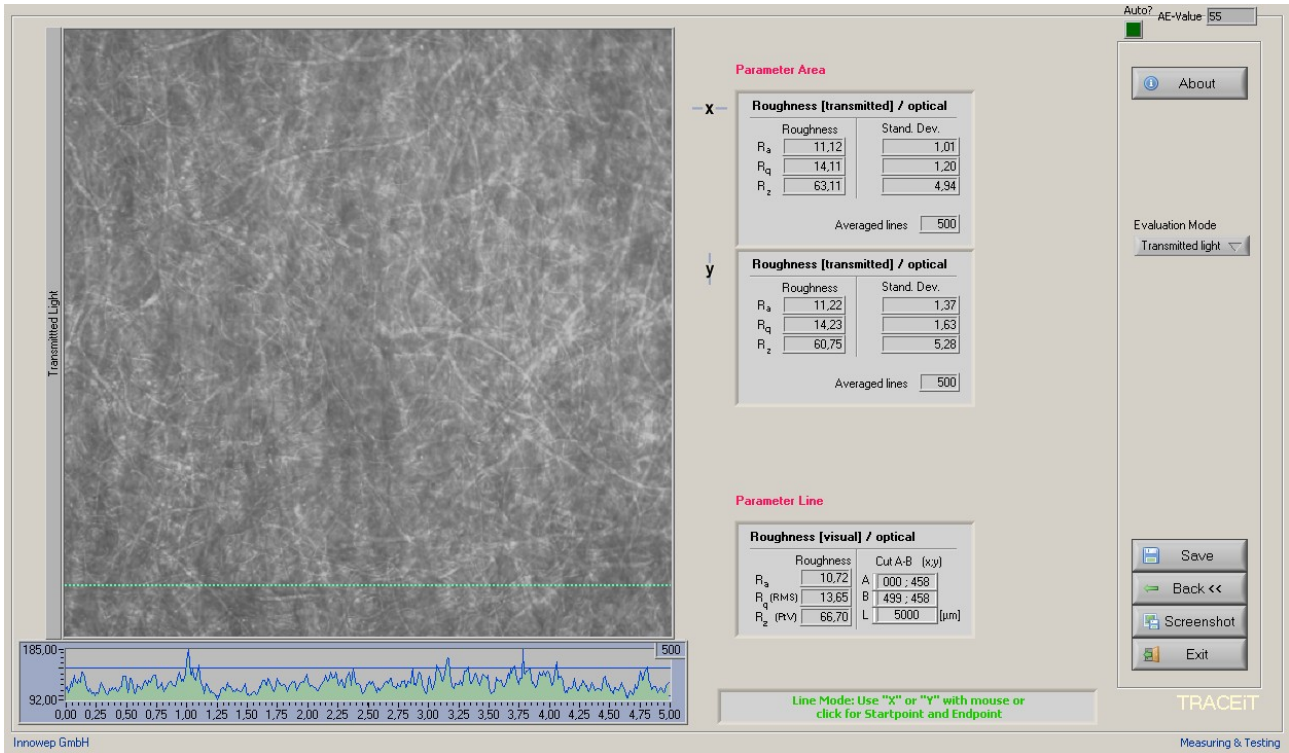 Auto? AE-Value 55
Parameter Area
About
x
Roughness [transmitted] / optical
Roughness Stand. Dev.
Ra 11,12 1,01
Rq 14,11 1,20
Rz 63,11 4,94
Averaged lines 500
Evaluation Mode
Transmitted light
y
Roughness [transmitted] / optical
Roughness Stand. Dev.
Ra 11,22 1,37
Rq 14,23 1,63
Rz 60,75 5,28
Averaged lines 500
Transmittted Light
Parameter Line
Roughness [visual] / optical
Roughness Cut A-B (x;y)
Ra 10,72 A 000 ; 458
Rq (RMS) 13,65 B 499 ; 458
Rz (PtV) 66,70 L 5000 [µm]
Save
Back <<
Screenshot
Exit
185,00 500
92,00
0,00 0,25 0,50 0,75 1,00 1,25 1,50 1,75 2,00 2,25 2,50 2,75 3,00 3,25 3,50 3,75 4,00 4,25 4,50 4,75 5,00
Line Mode: Use "X" or "Y" with mouse or
click for Startpoint and Endpoint
TRACEiT
Innowep GmbH Measuring & Testing